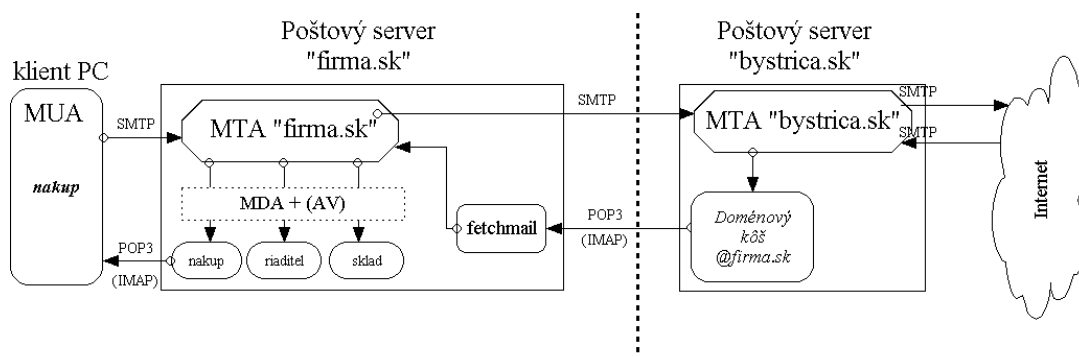 Poštový server
"firma.sk"
Poštový server
"bystrica.sk"
klient PC
MUA
nakup
SMTP
MTA "firma.sk"
SMTP
MTA "bystrica.sk"
SMTP
SMTP
Internet
MDA + (AV)
fetchmail
POP3
(IMAP)
Doménový
kôš
@firma.sk
POP3
(IMAP)
nakup
riaditel
sklad